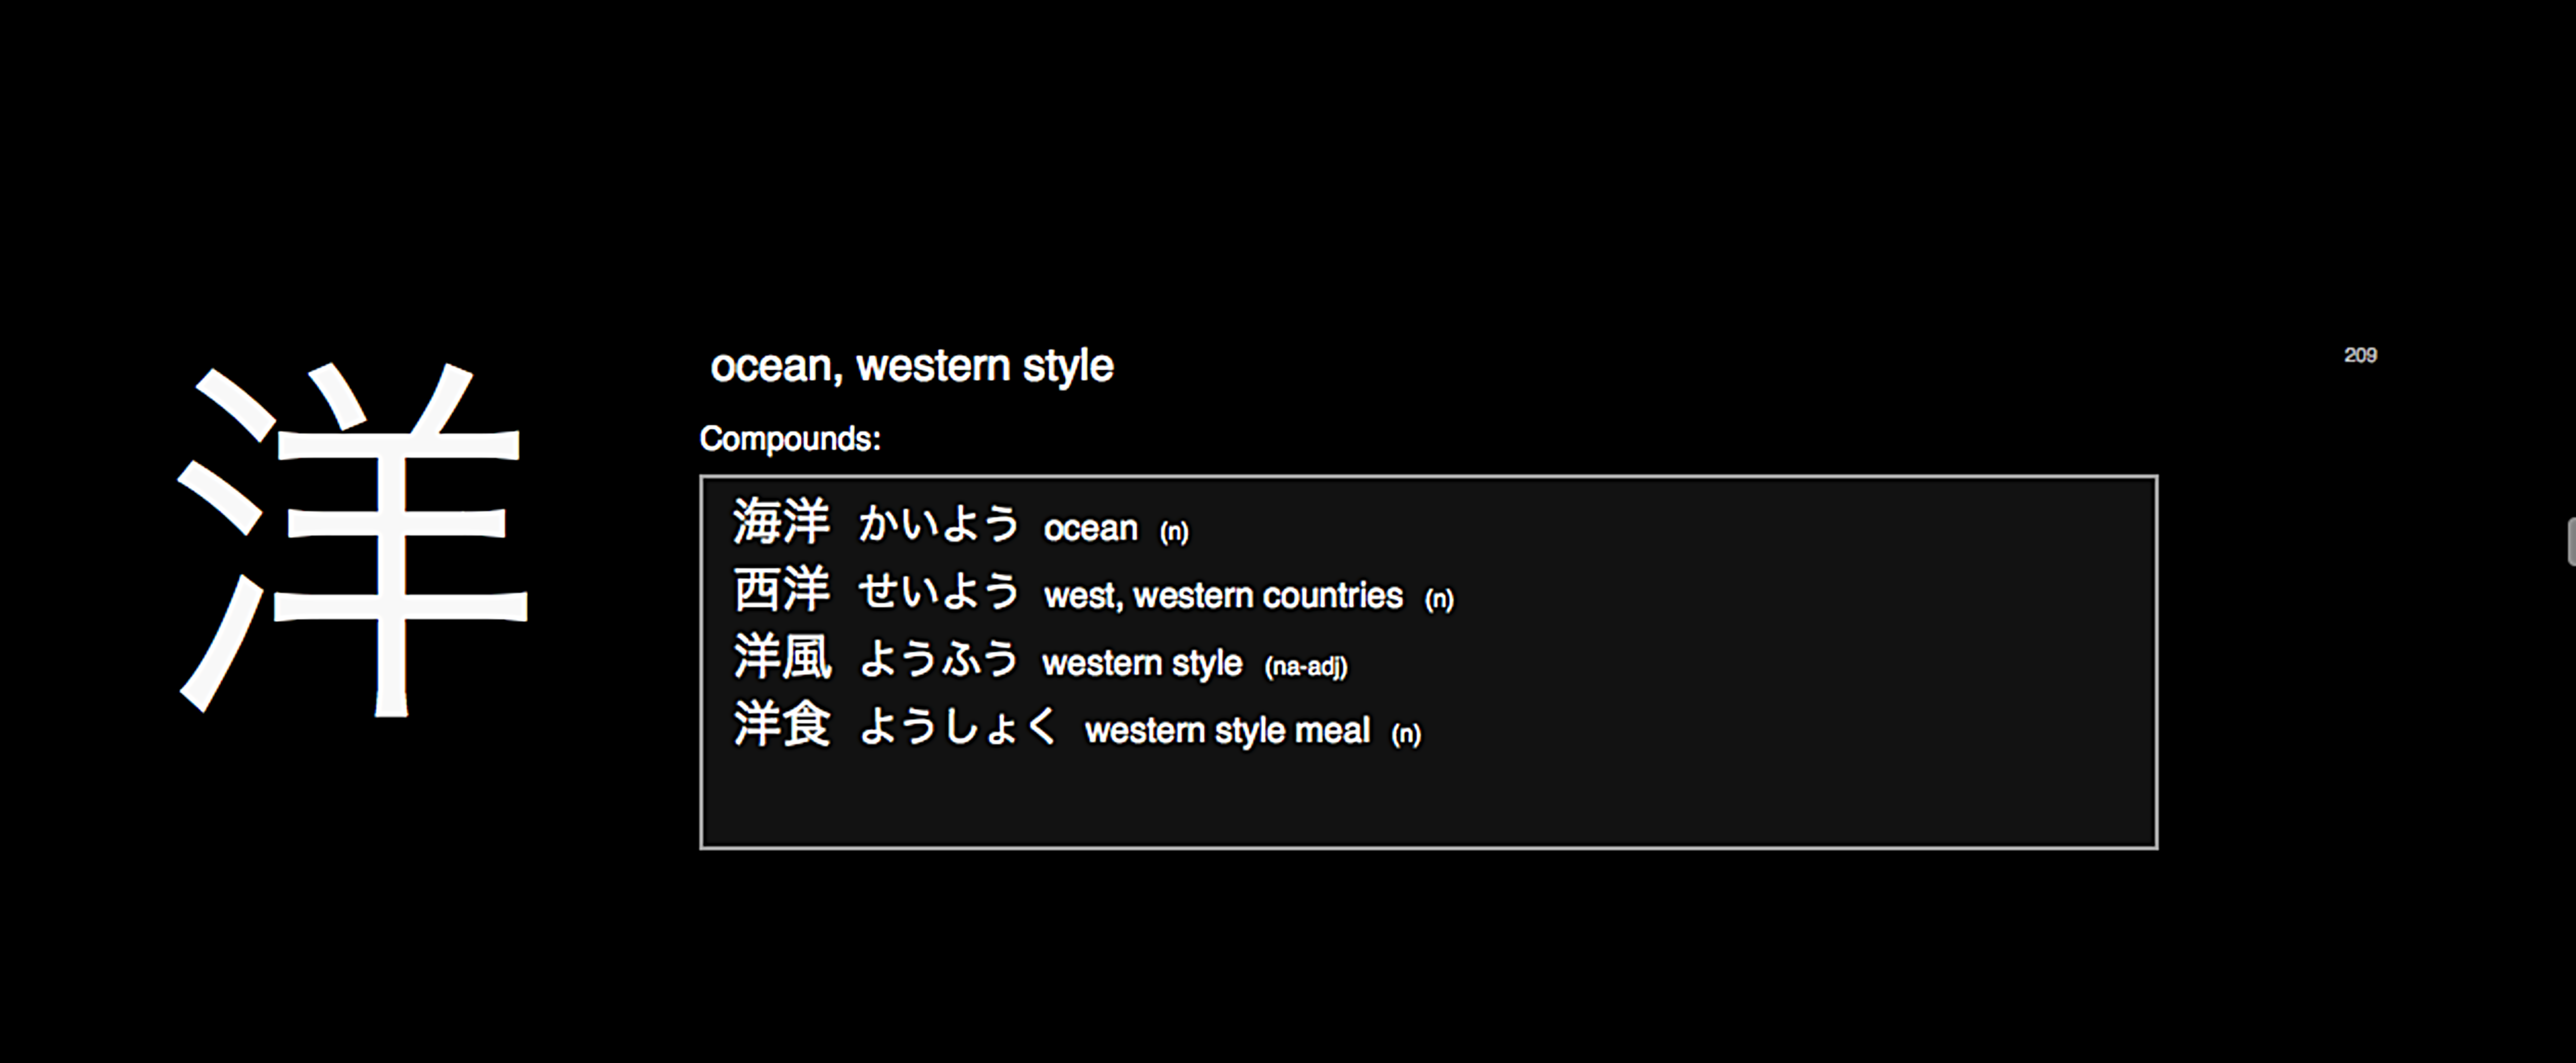 洋
ocean, western style
209
Compounds:
海洋 かいよう ocean (n)
西洋 せいよう west, western countries (n)
洋風 ようふう western style (na-adj)
洋食 ようしょく western style meal (n)